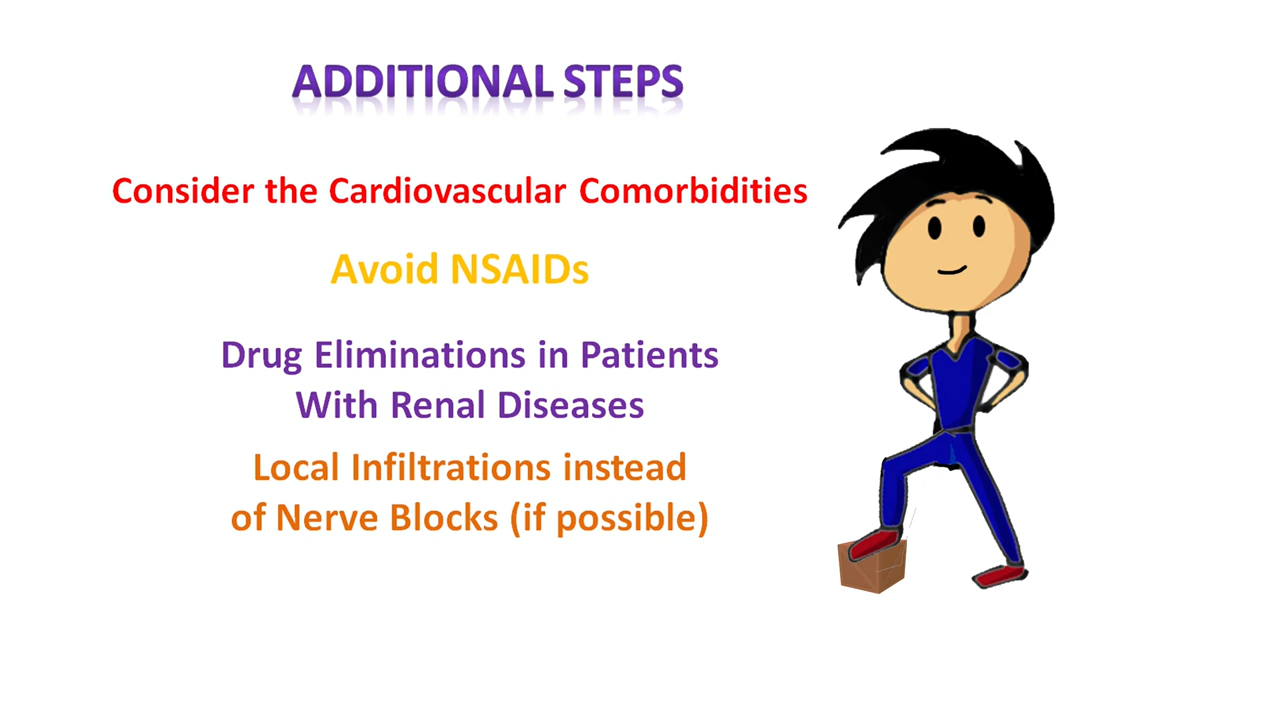 ADDITIONAL STEPS
Consider the Cardiovascular Comorbidities
Avoid NSAIDs
Drug Eliminations in Patients
With Renal Diseases
Local Infiltrations instead
of Nerve Blocks (if possible)